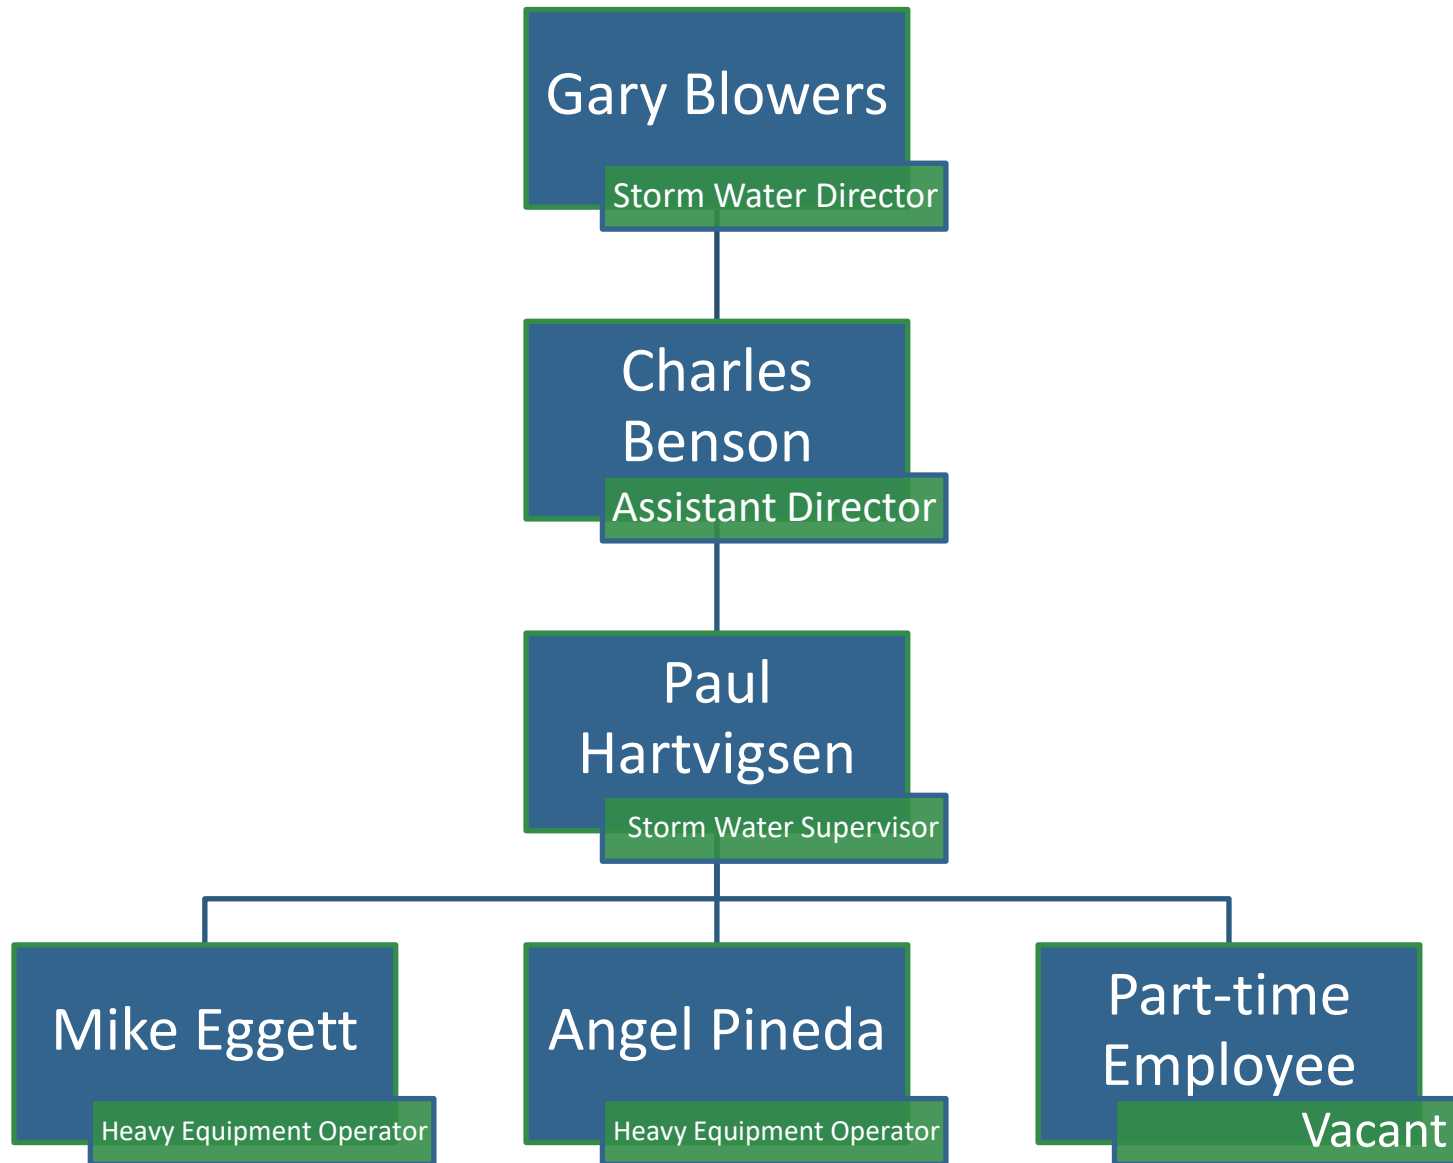 Gary Blowers
Storm Water Director
Charles
Benson
Assistant Director
Paul
Hartvigsen
Storm Water Supervisor
Mike Eggett
Heavy Equipment Operator
Angel Pineda
Heavy Equipment Operator
Part-time
Employee
Vacant